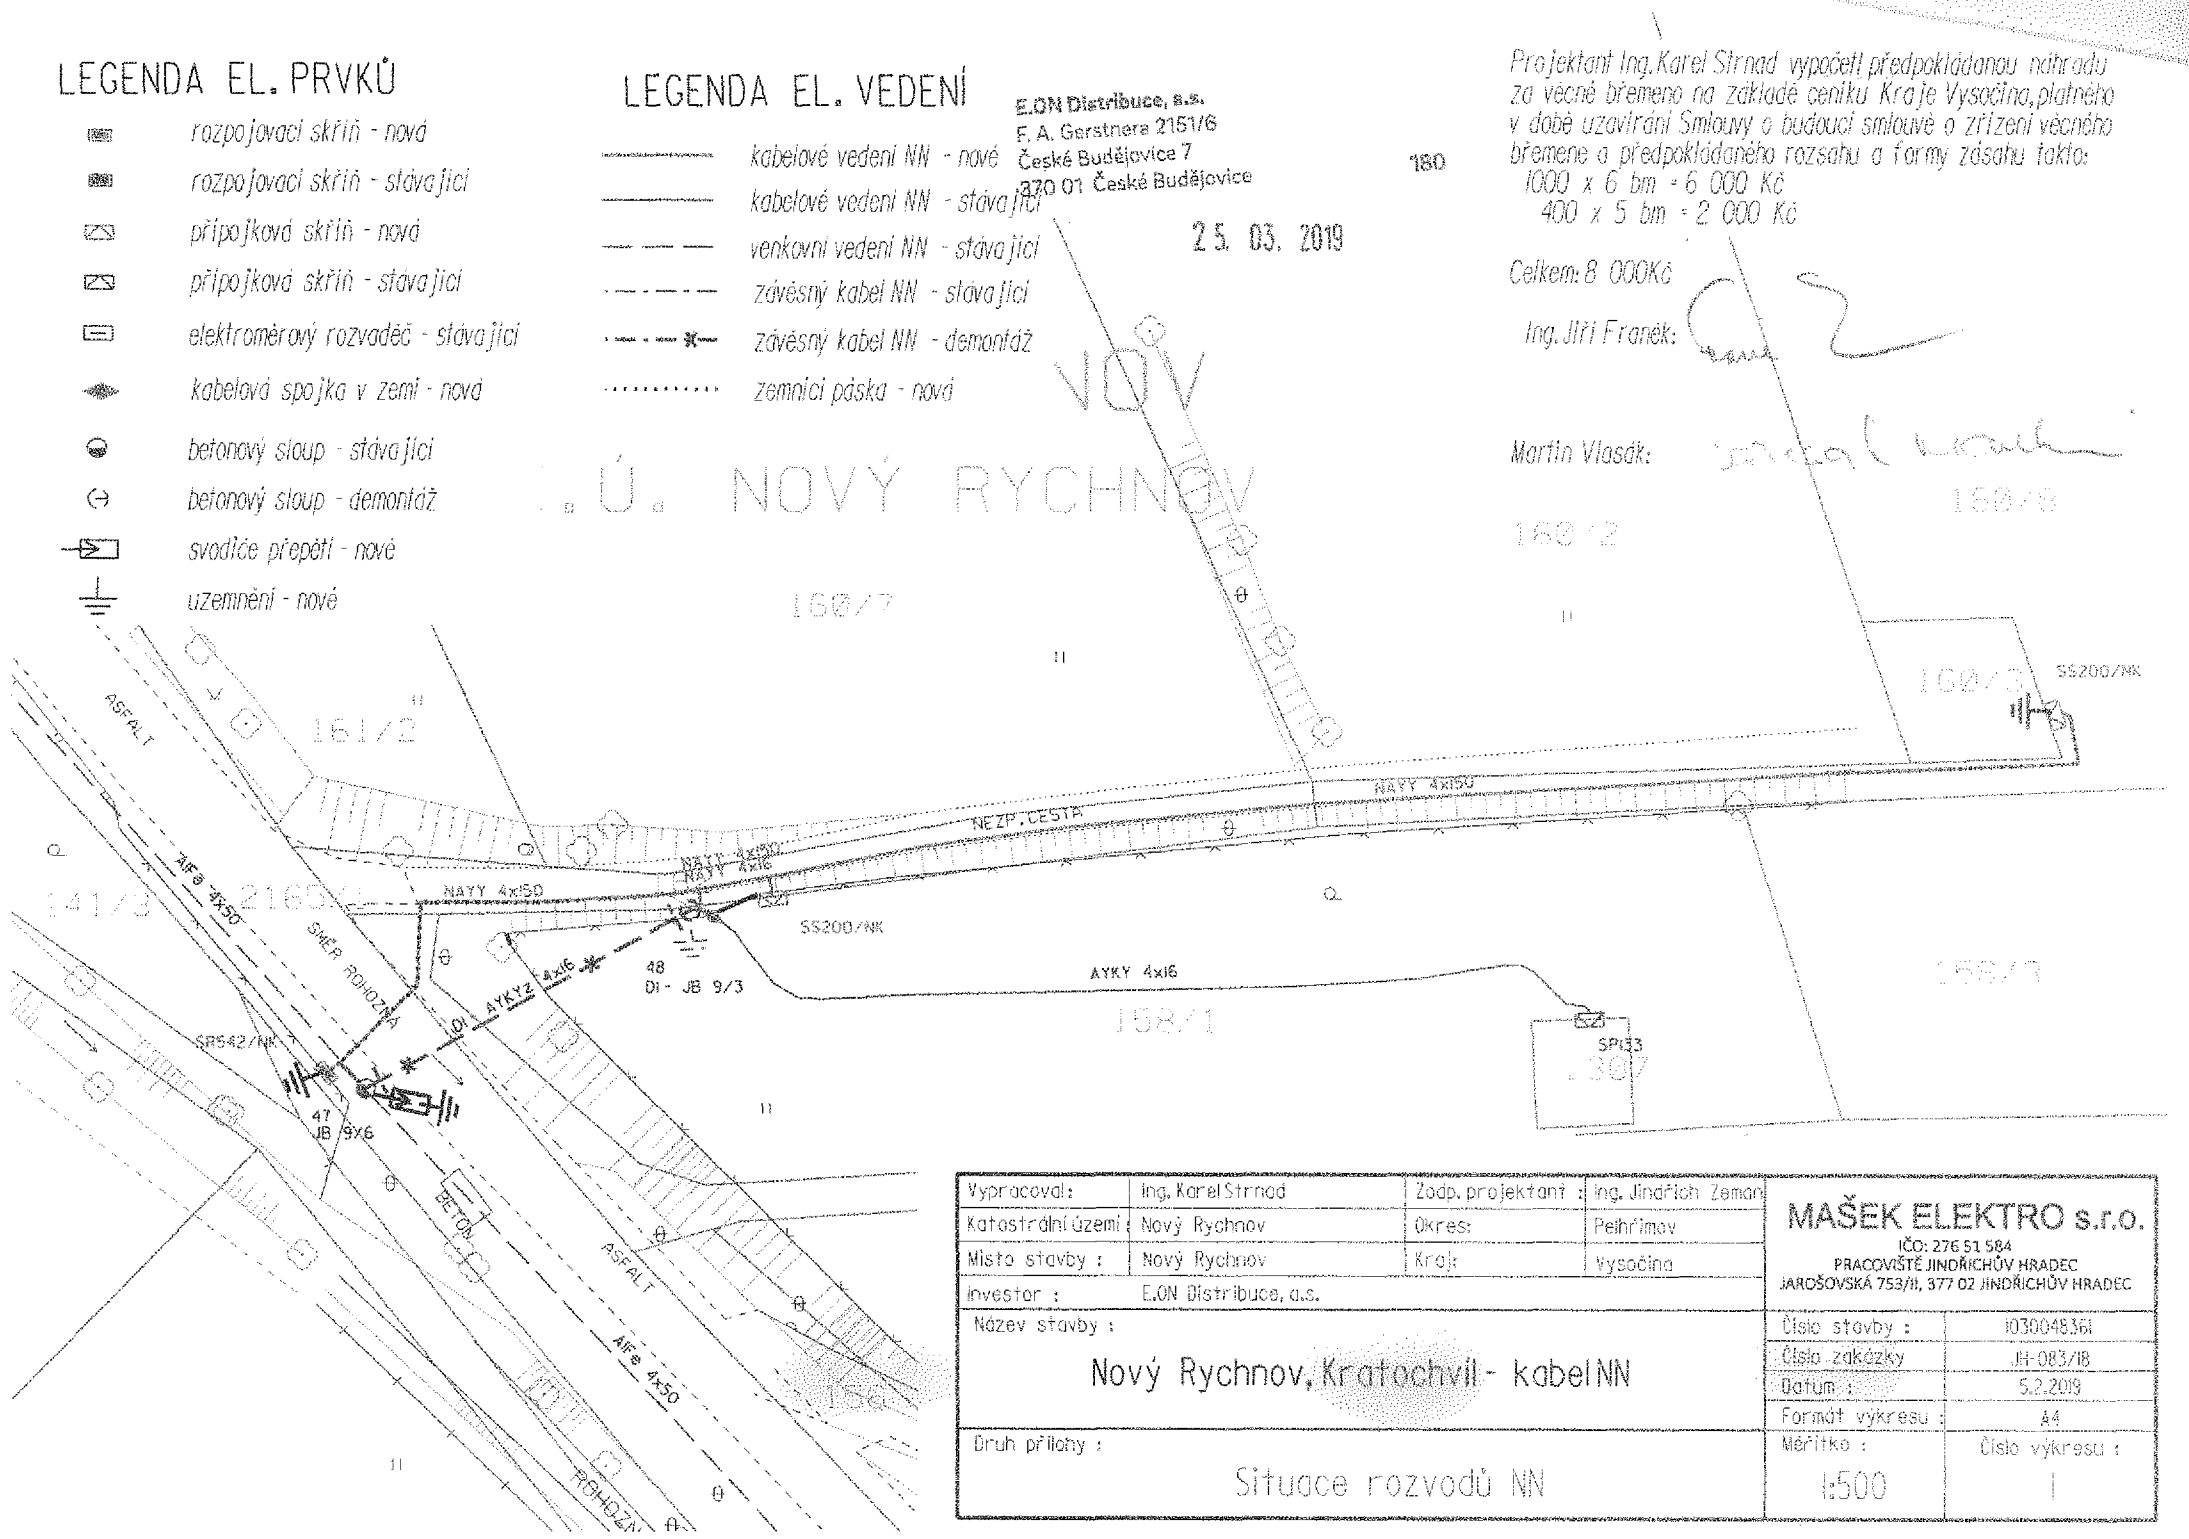 LEGENDA EL. PRVKŮ
rozpojovací skříň - nová
rozpojovací skříň - stávající
přípojková skříň - nová
přípojková skříň - stávající
elektroměrový rozvaděč - stávající
kabelová spojka v zemi - nová
betonový sloup - stávající
betonový sloup - demontáž
svodiče přepětí - nové
uzemnění - nové
LEGENDA EL. VEDENÍ
kabelové vedení NN - nové
kabelové vedení NN - stávající
venkovní vedení NN - stávající
závěsný kabel NN - stávající
závěsný kabel NN - demontáž
zemnící páska - nová
E.ON Distribuce, a.s.
F. A. Gerstnera 2151/6
České Budějovice 7
370 01 České Budějovice
180
25. 03. 2019
Projektant Ing. Karel Strnad vypočetl předpokládanou náhradu
za věcné břemeno na základě ceníku Kraje Vysočina, platného
v době uzavírání Smlouvy o budoucí smlouvě o zřízení věcného
břemene a předpokládaného rozsahu a formy zásahu takto:
1000 x 6 bm = 6 000 Kč
400 x 5 bm = 2 000 Kč
Celkem: 8 000Kč
Ing. Jiří Franěk:
Martin Vlasák:
NOV
.Ú. NOVÝ RYCHNOV
160/2
160/8
160/7
161/2
160/3
SS200/NK
ASFALT
NAYY 4x150
NEZP. CESTA
NAYY 4x150
NAYY 4x16
NAYY 4x150
AlFe 4x50
141/3
2165/1
SMĚR ROHOZNÁ
SS200/NK
48
DI - JB 9/3
AYKYz 4x16
DI
AYKY 4x16
158/1
158/3
SR542/NK
47
JB 9X6
SP133
307
BETON
ASFALT
AlFe 4x50
156
ROHOZN
Vypracoval: Ing. Karel Strnad Zodp. projektant : Ing. Jindřich Zeman
Katastrální území: Nový Rychnov Okres: Pelhřimov
Místo stavby : Nový Rychnov Kraj: Vysočina
Investor : E.ON Distribuce, a.s.
Název stavby :
Nový Rychnov, Kratochvíl - kabel NN
Druh přílohy :
Situace rozvodů NN
MAŠEK ELEKTRO s.r.o.
IČO: 276 51 584
PRACOVIŠTĚ JINDŘICHŮV HRADEC
JAROŠOVSKÁ 753/II, 377 02 JINDŘICHŮV HRADEC
Číslo stavby : 1030048361
Číslo zakázky JH-083/18
Datum : 5.2.2019
Formát výkresu : A4
Měřítko : Číslo výkresu :
1:500 1